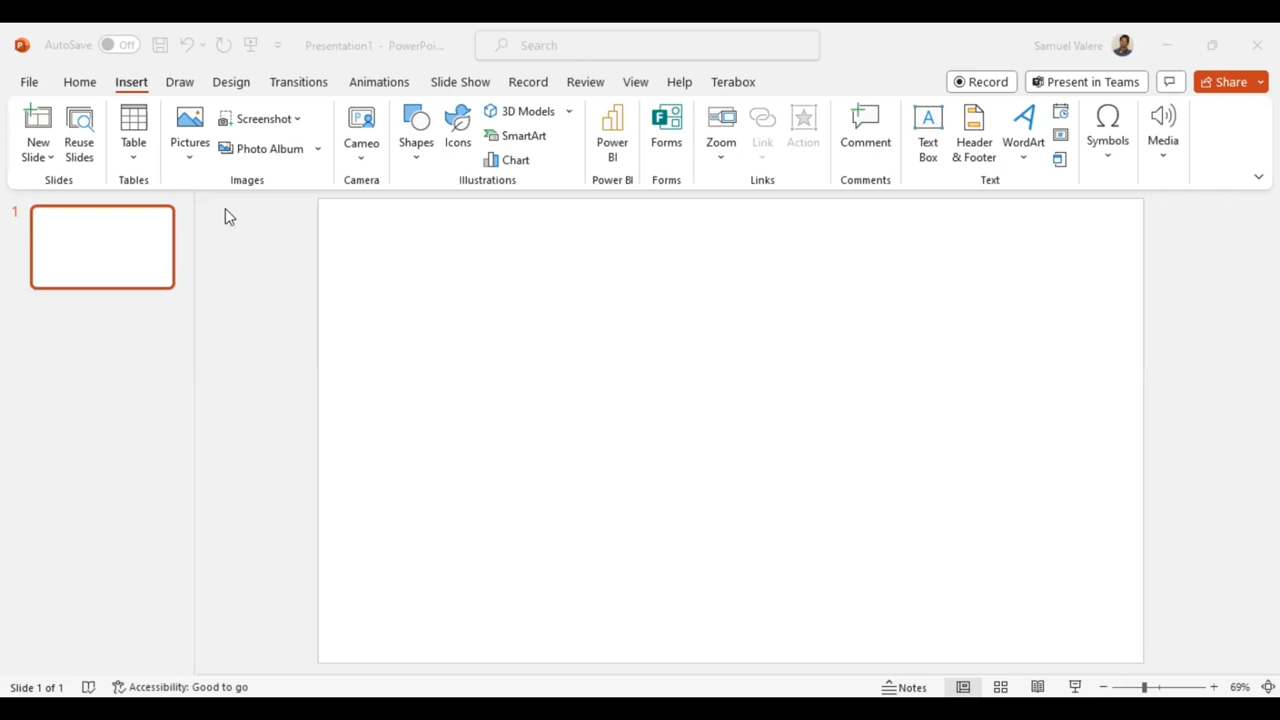 AutoSave Off Presentation1 - PowerPoi... Search Samuel Valere
File Home Insert Draw Design Transitions Animations Slide Show Record Review View Help Terabox Record Present in Teams Share
New Slide
Reuse Slides
Slides
Table
Tables
Pictures
Screenshot
Photo Album
Images
Cameo
Camera
Shapes
Icons
3D Models
SmartArt
Chart
Illustrations
Power BI
Power BI
Forms
Forms
Zoom
Link
Action
Links
Comment
Comments
Text Box
Header & Footer
WordArt
Text
Symbols
Media
1
Slide 1 of 1 Accessibility: Good to go Notes 69%